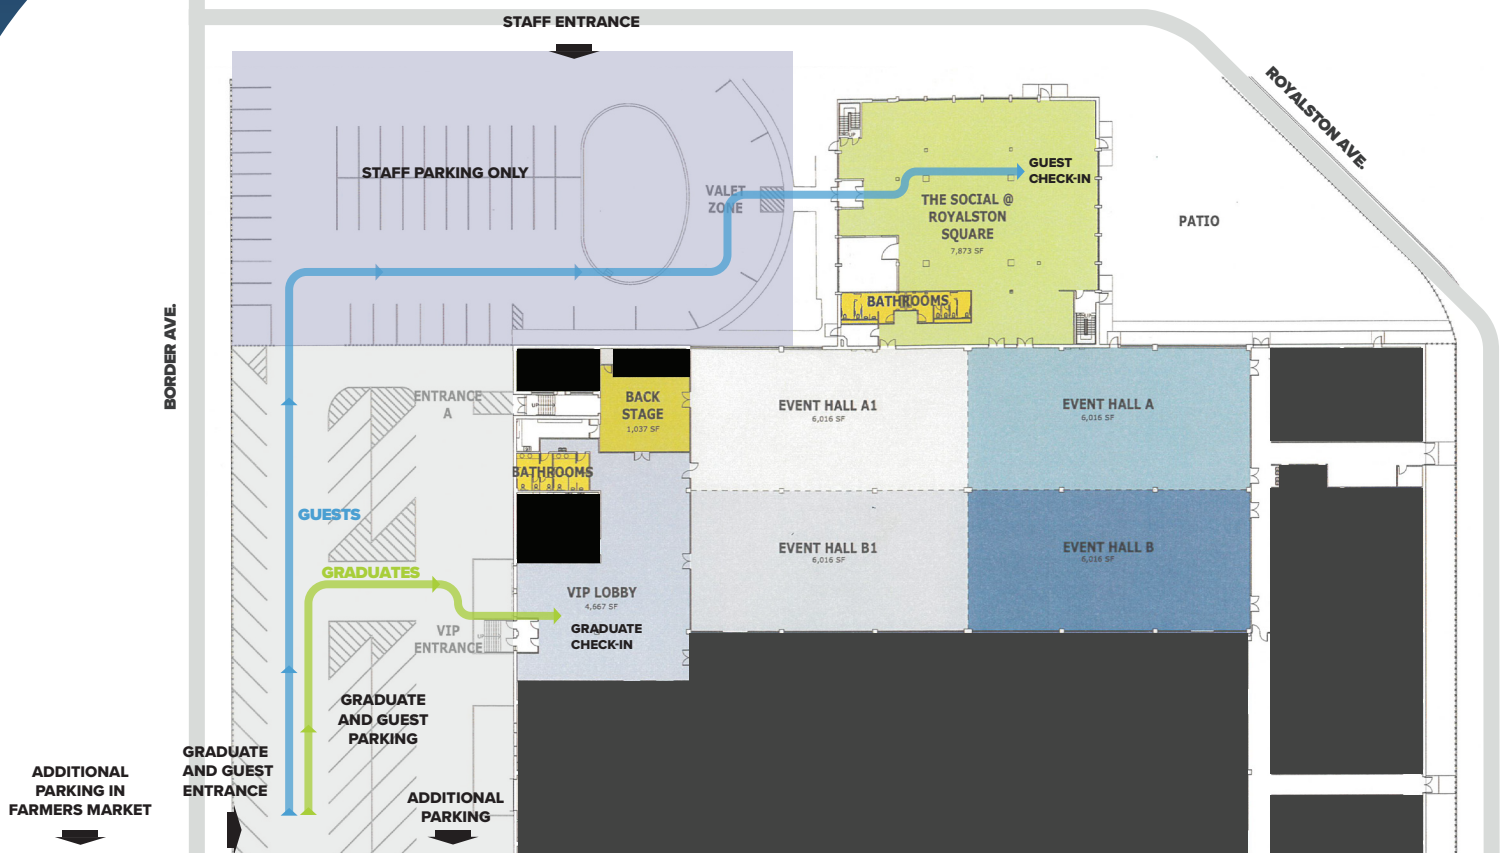 STAFF ENTRANCE
ROYALSTON AVE.
STAFF PARKING ONLY
VALET
ZONE
GUEST
CHECK-IN
THE SOCIAL @
ROYALSTON
SQUARE
7,873 SF
PATIO
BATHROOMS
BORDER AVE.
ENTRANCE
A
UP
BACK
STAGE
1,037 SF
EVENT HALL A1
6,016 SF
EVENT HALL A
6,016 SF
BATHROOMS
GUESTS
EVENT HALL B1
6,016 SF
EVENT HALL B
6,016 SF
GRADUATES
VIP LOBBY
4,667 SF
GRADUATE
CHECK-IN
VIP
ENTRANCE
UP
GRADUATE
AND GUEST
PARKING
GRADUATE
AND GUEST
ENTRANCE
ADDITIONAL
PARKING IN
FARMERS MARKET
ADDITIONAL
PARKING